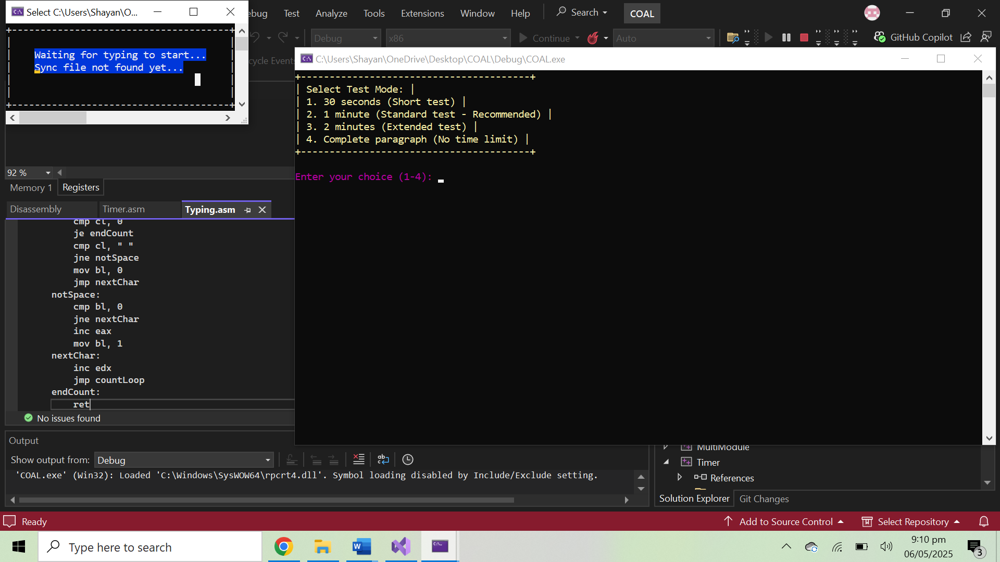 Select C:\Users\Shayan\O...
+---------------------------------------+
Waiting for typing to start...
Sync file not found yet...
+---------------------------------------+
ebug Test Analyze Tools Extensions Window Help Search COAL
Debug x86 Continue Auto GitHub Copilot
cycle Events
C:\Users\Shayan\OneDrive\Desktop\COAL\Debug\COAL.exe
+----------------------------------------+
| Select Test Mode: |
| 1. 30 seconds (Short test) |
| 2. 1 minute (Standard test - Recommended) |
| 3. 2 minutes (Extended test) |
| 4. Complete paragraph (No time limit) |
+----------------------------------------+
Enter your choice (1-4): _
92 %
Memory 1 Registers
Disassembly Timer.asm Typing.asm
cmp cl, 0
je endCount
cmp cl, " "
jne notSpace
mov bl, 0
jmp nextChar
notSpace:
cmp bl, 0
jne nextChar
inc eax
mov bl, 1
nextChar:
inc edx
jmp countLoop
endCount:
ret
No issues found
Output
Show output from: Debug
'COAL.exe' (Win32): Loaded 'C:\Windows\SysWOW64\rpcrt4.dll'. Symbol loading disabled by Include/Exclude setting.
MultiModule
Timer
References
Solution Explorer Git Changes
Ready Add to Source Control Select Repository
Type here to search
9:10 pm
06/05/2025
3